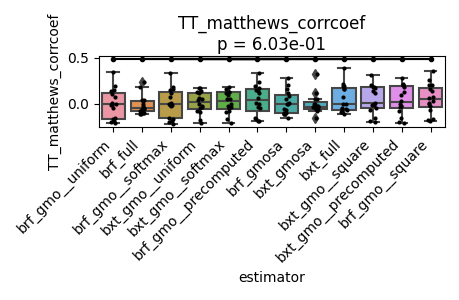 TT_matthews_corrcoef
p = 6.03e-01
TT_matthews_corrcoef
0.5
0.0
brf_gmo__uniform
brf_full
brf_gmo__softmax
bxt_gmo__uniform
bxt_gmo__softmax
brf_gmo__precomputed
brf_gmosa
bxt_gmosa
bxt_full
bxt_gmo__square
bxt_gmo__precomputed
brf_gmo__square
estimator